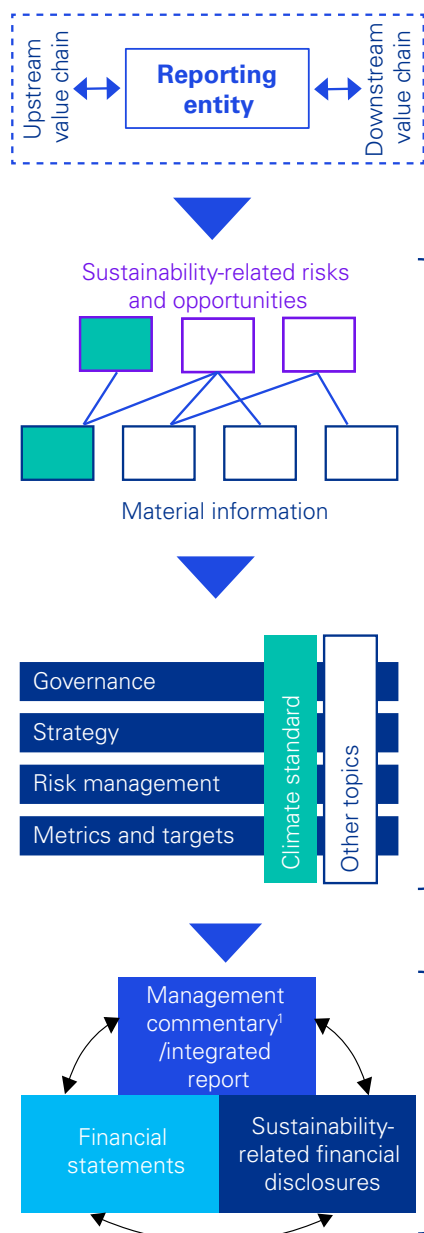 Upstream
value chain
Reporting
entity
Downstream
value chain
Sustainability-related risks
and opportunities
Material information
Governance
Strategy
Risk management
Metrics and targets
Climate standard
Other topics
Management
commentary¹
/integrated
report
Financial
statements
Sustainability-
related financial
disclosures